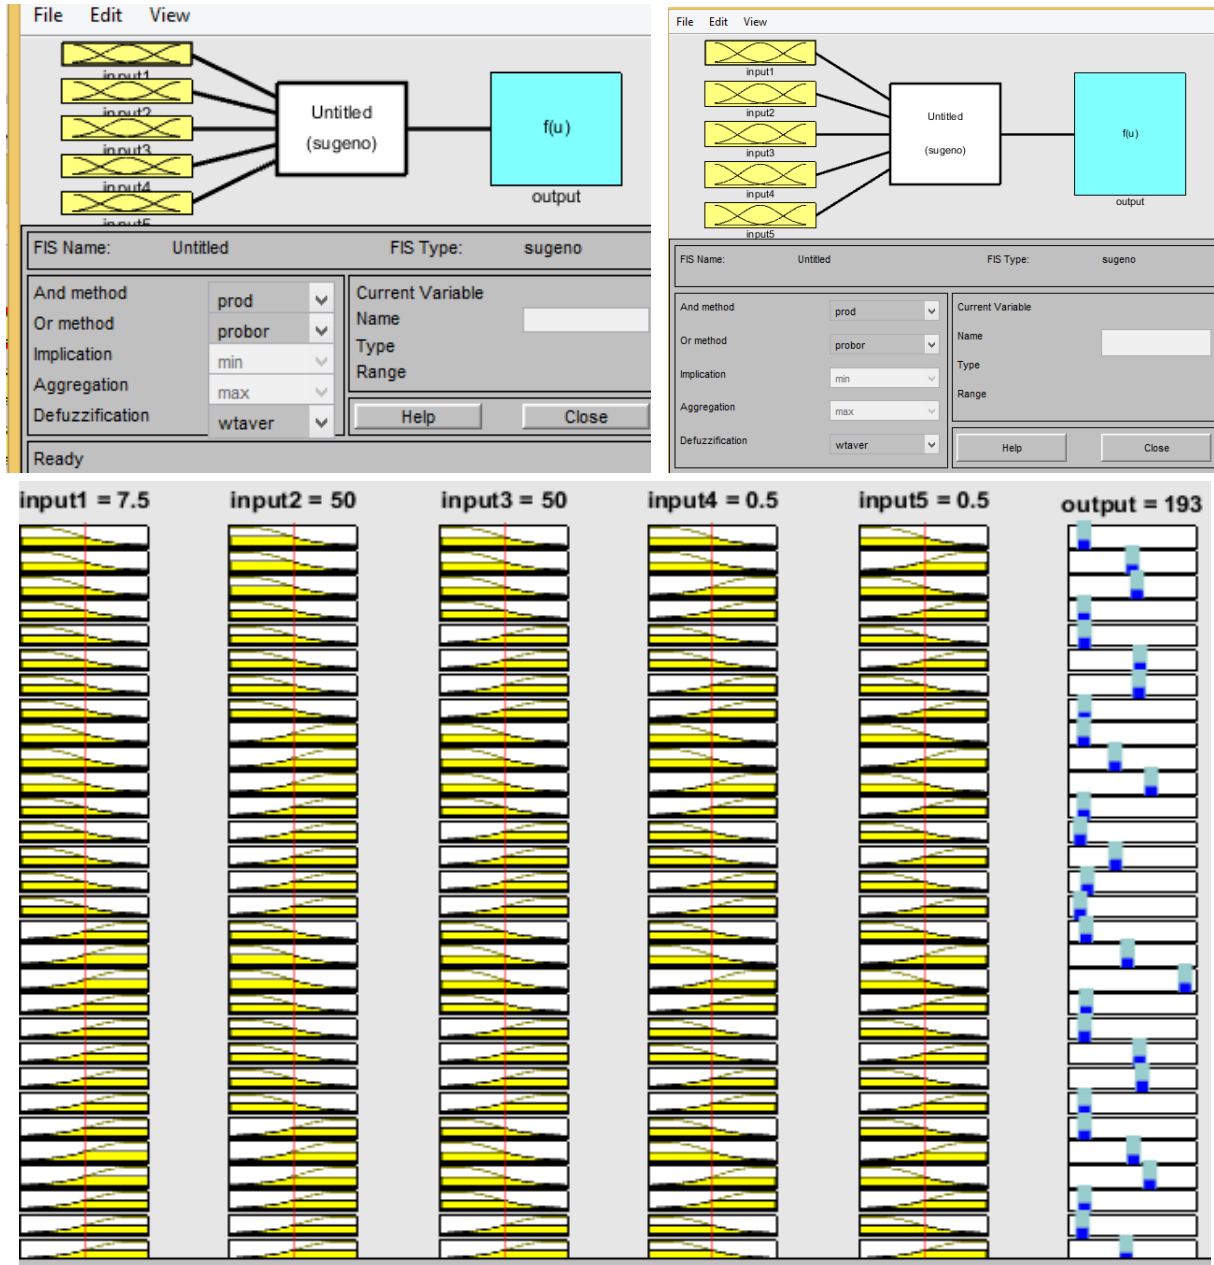 File Edit View
input1
input2
input3
input4
input5
Untitled
(sugeno)
f(u)
output
FIS Name: Untitled FIS Type: sugeno
And method prod
Or method probor
Implication min
Aggregation max
Defuzzification wtaver
Current Variable
Name
Type
Range
Help Close
Ready
File Edit View
input1
input2
input3
input4
input5
Untitled
(sugeno)
f(u)
output
FIS Name: Untitled FIS Type: sugeno
And method prod
Or method probor
Implication min
Aggregation max
Defuzzification wtaver
Current Variable
Name
Type
Range
Help Close
input1 = 7.5 input2 = 50 input3 = 50 input4 = 0.5 input5 = 0.5 output = 193